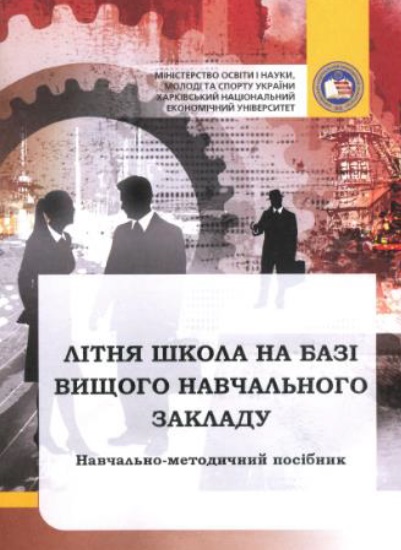 МІНІСТЕРСТВО ОСВІТИ І НАУКИ,
МОЛОДІ ТА СПОРТУ УКРАЇНИ
ХАРКІВСЬКИЙ НАЦІОНАЛЬНИЙ
ЕКОНОМІЧНИЙ УНІВЕРСИТЕТ
ЛІТНЯ ШКОЛА НА БАЗІ
ВИЩОГО НАВЧАЛЬНОГО
ЗАКЛАДУ
Навчально-методичний посібник